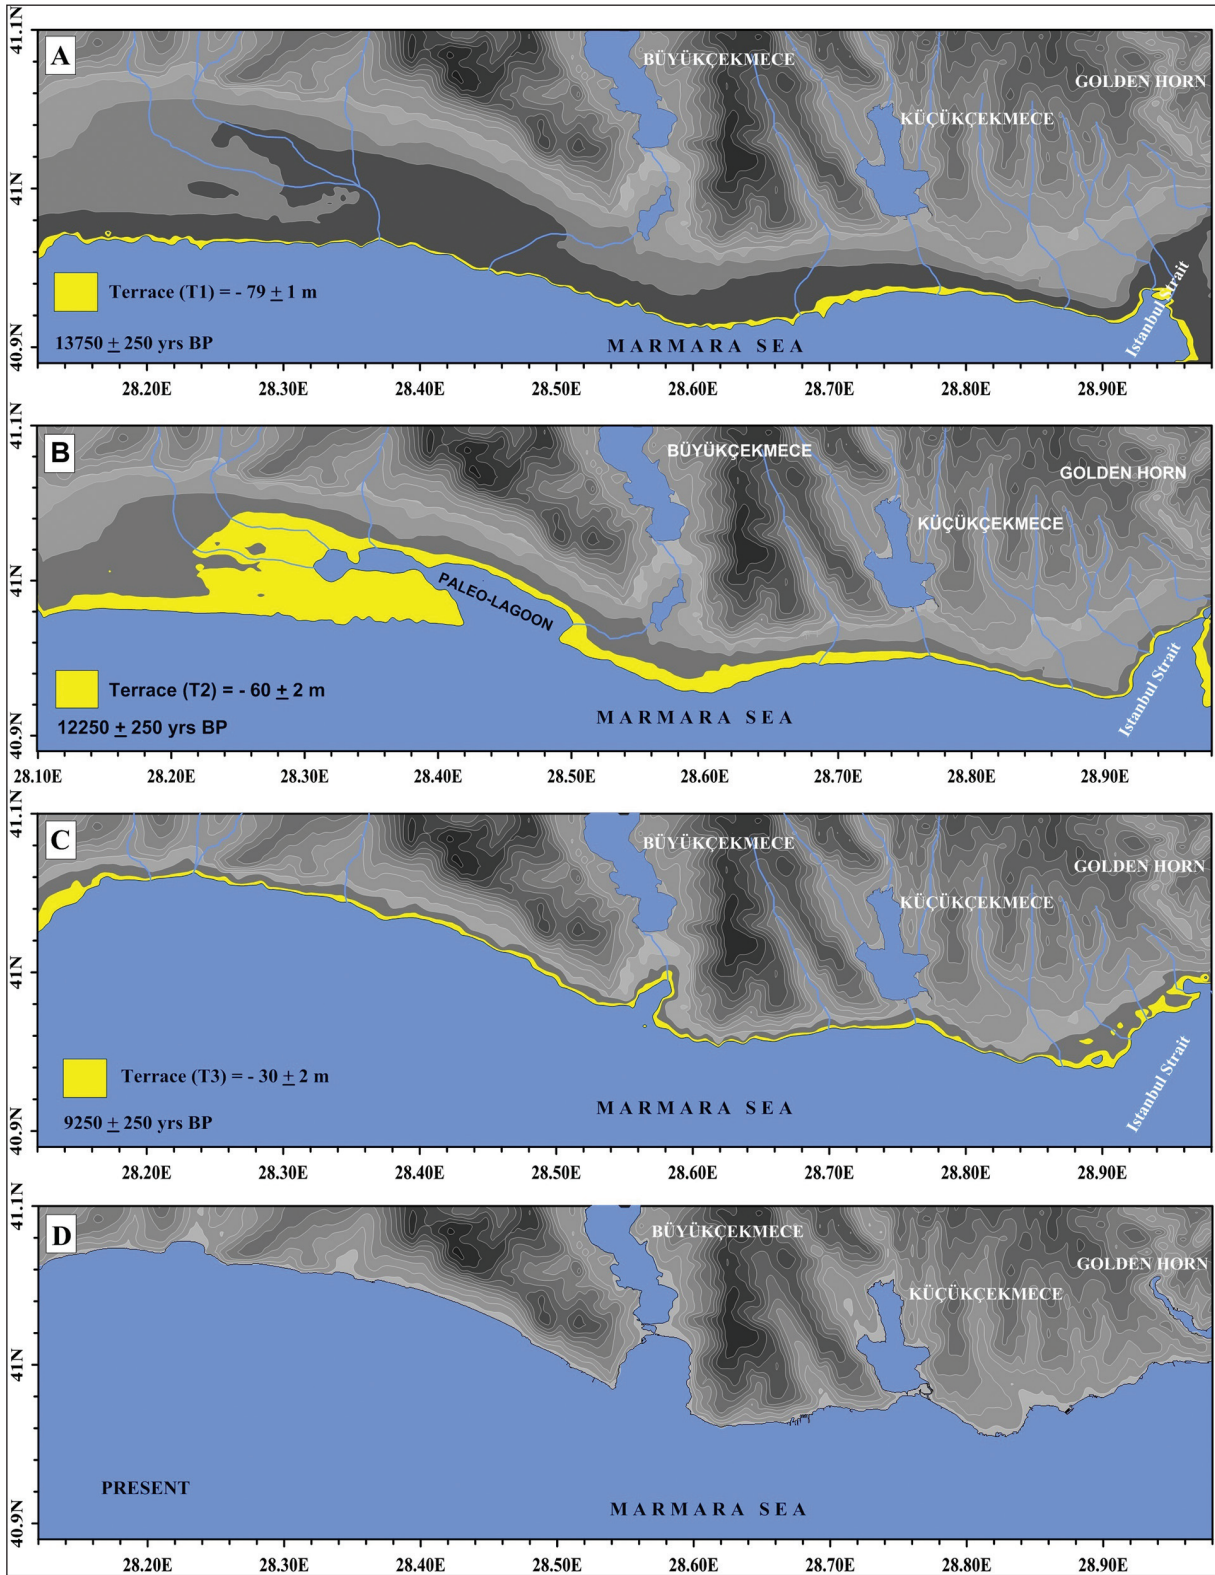 41.1N
A
BÜYÜKÇEKMECE
GOLDEN HORN
KÜÇÜKÇEKMECE
41N
Terrace (T1) = - 79 ± 1 m
Istanbul Strait
13750 ± 250 yrs BP
MARMARA SEA
40.9N
28.20E 28.30E 28.40E 28.50E 28.60E 28.70E 28.80E 28.90E
41.1N
B
BÜYÜKÇEKMECE
GOLDEN HORN
KÜÇÜKÇEKMECE
41N
PALEO-LAGOON
Terrace (T2) = - 60 ± 2 m
Istanbul Strait
12250 ± 250 yrs BP
MARMARA SEA
40.9N
28.10E 28.20E 28.30E 28.40E 28.50E 28.60E 28.70E 28.80E 28.90E
41.1N
C
BÜYÜKÇEKMECE
GOLDEN HORN
KÜÇÜKÇEKMECE
41N
Terrace (T3) = - 30 ± 2 m
Istanbul Strait
9250 ± 250 yrs BP
MARMARA SEA
40.9N
28.20E 28.30E 28.40E 28.50E 28.60E 28.70E 28.80E 28.90E
41.1N
D
BÜYÜKÇEKMECE
GOLDEN HORN
KÜÇÜKÇEKMECE
41N
PRESENT
MARMARA SEA
40.9N
28.20E 28.30E 28.40E 28.50E 28.60E 28.70E 28.80E 28.90E